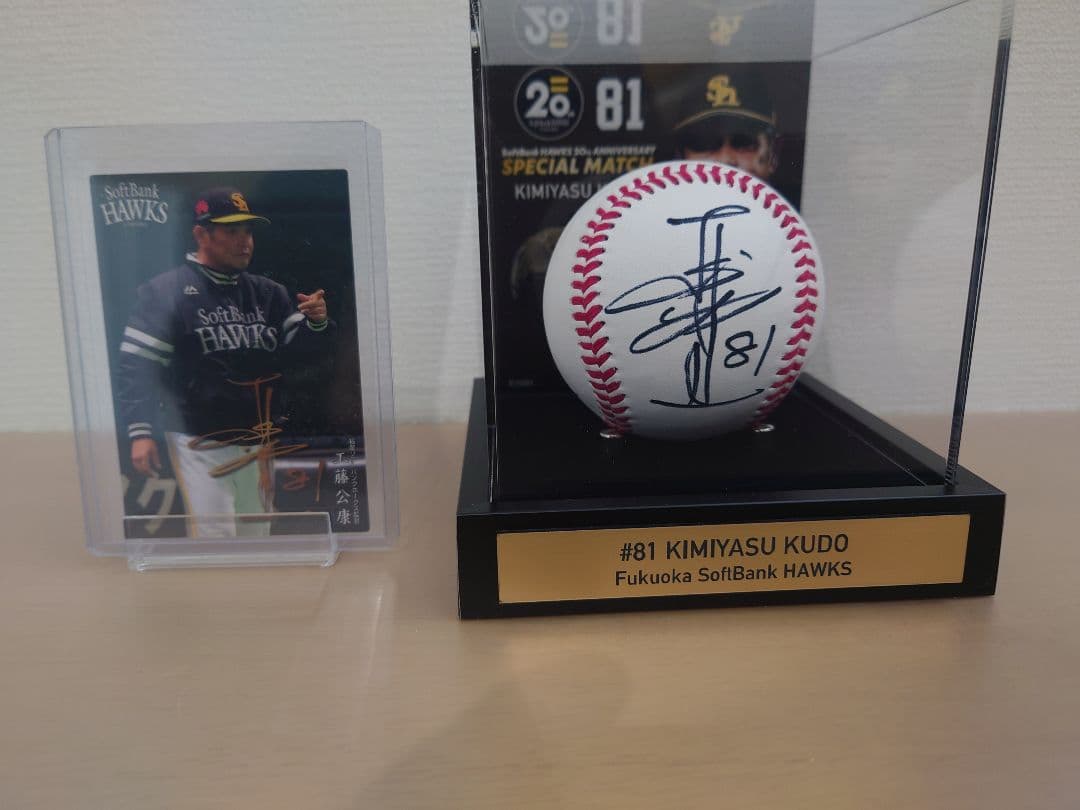 SoftBank
HAWKS
SoftBank
HAWKS
工藤公康
81
20
81
SoftBank HAWKS 20th ANNIVERSARY
SPECIAL MATCH
KIMIYASU
81
#81 KIMIYASU KUDO
Fukuoka SoftBank HAWKS